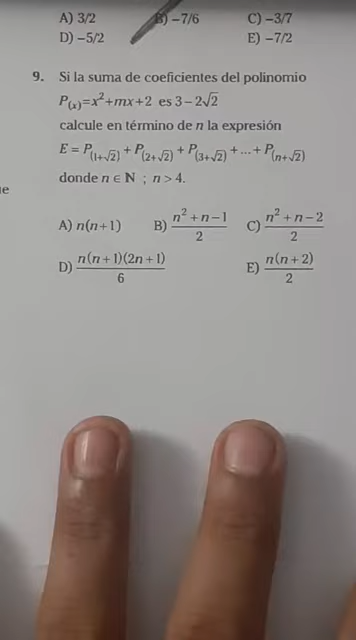 A) 3/2 B) −7/6 C) −3/7
D) −5/2 E) −7/2
9. Si la suma de coeficientes del polinomio
P(x)=x²+mx+2 es 3−2√2
calcule en término de n la expresión
E = P(1+√2) + P(2+√2) + P(3+√2) + ... + P(n+√2)
donde n ∈ N ; n > 4.
A) n(n+1) B) (n²+n−1)/2 C) (n²+n−2)/2
D) n(n+1)(2n+1)/6 E) n(n+2)/2